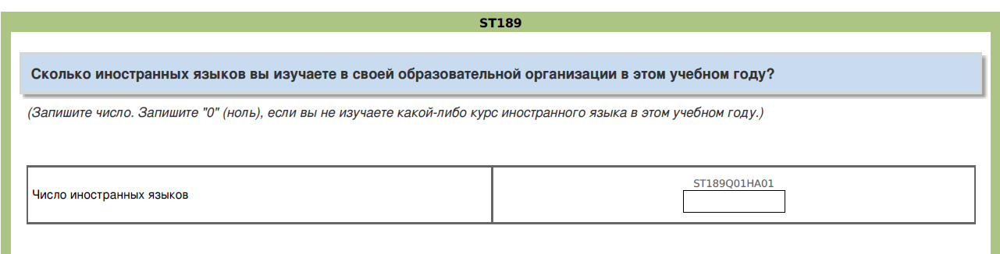 ST189
Сколько иностранных языков вы изучаете в своей образовательной организации в этом учебном году?
(Запишите число. Запишите "0" (ноль), если вы не изучаете какой-либо курс иностранного языка в этом учебном году.)
ST189Q01HA01
Число иностранных языков